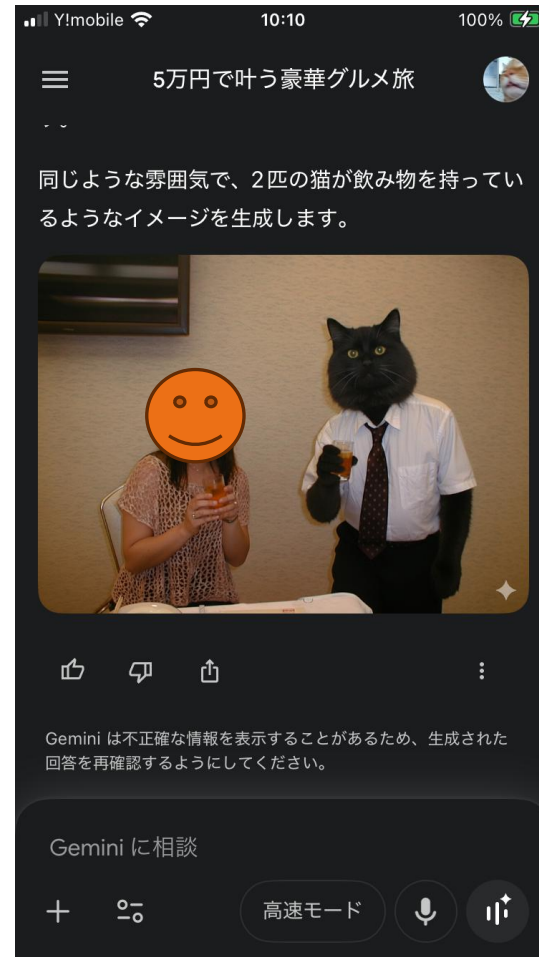 Y!mobile 10:10 100%
5万円で叶う豪華グルメ旅
同じような雰囲気で、2匹の猫が飲み物を持ってい
るようなイメージを生成します。
Gemini は不正確な情報を表示することがあるため、生成された
回答を再確認するようにしてください。
Gemini に相談
高速モード